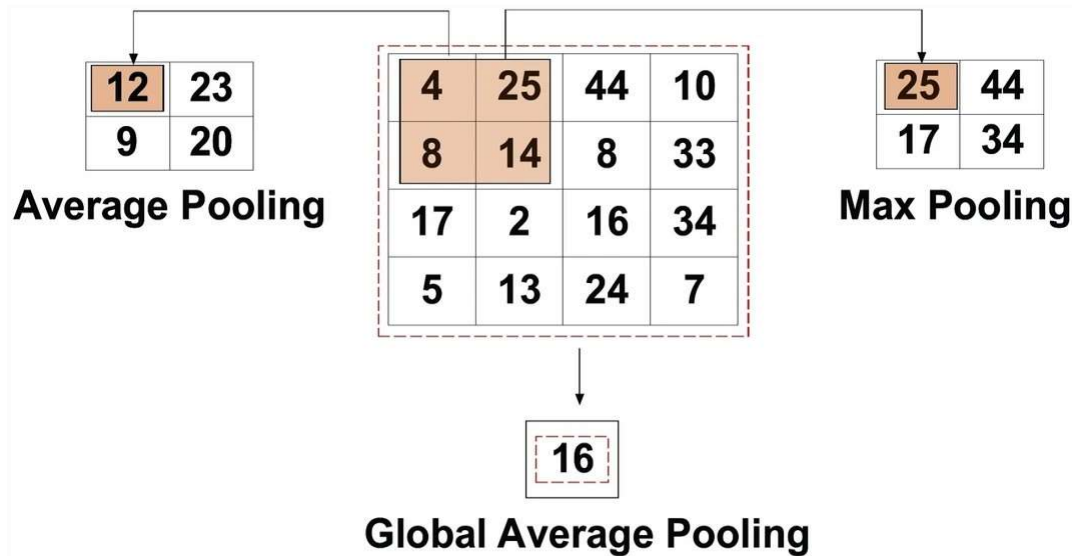 12 23
9 20
Average Pooling
4 25 44 10
8 14 8 33
17 2 16 34
5 13 24 7
25 44
17 34
Max Pooling
16
Global Average Pooling